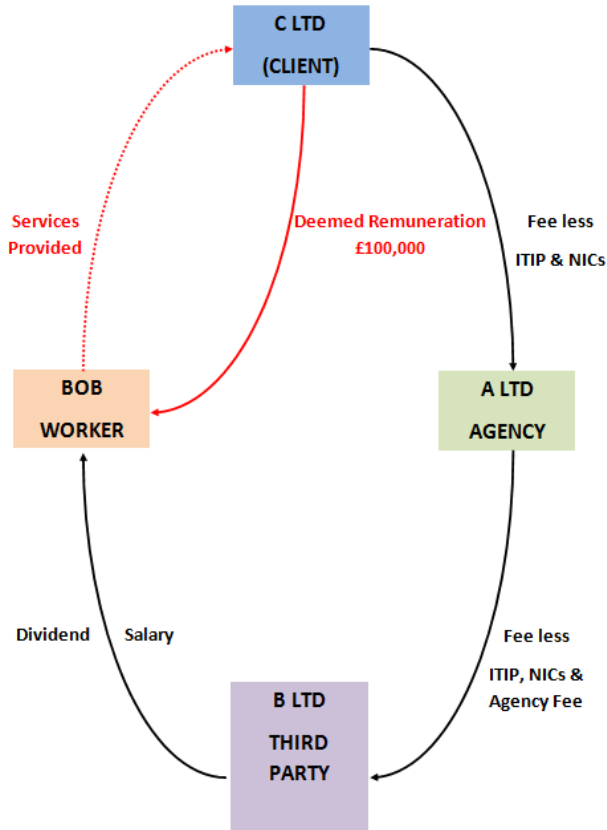 C LTD
(CLIENT)
Services
Provided
Deemed Remuneration
£100,000
Fee less
ITIP & NICs
BOB
WORKER
A LTD
AGENCY
Dividend
Salary
Fee less
ITIP, NICs &
Agency Fee
B LTD
THIRD
PARTY